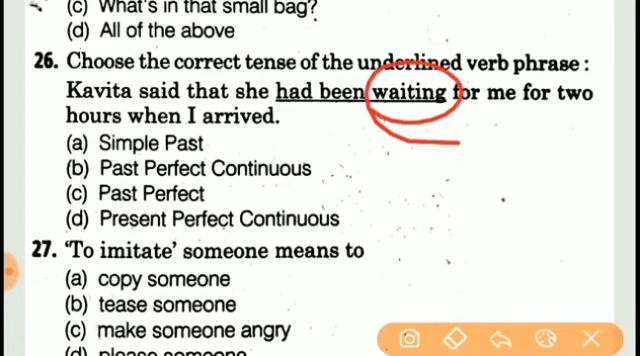 (c) What's in that small bag?
(d) All of the above
26. Choose the correct tense of the underlined verb phrase :
Kavita said that she had been waiting for me for two
hours when I arrived.
(a) Simple Past
(b) Past Perfect Continuous
(c) Past Perfect
(d) Present Perfect Continuous
27. 'To imitate' someone means to
(a) copy someone
(b) tease someone
(c) make someone angry
(d) please someone